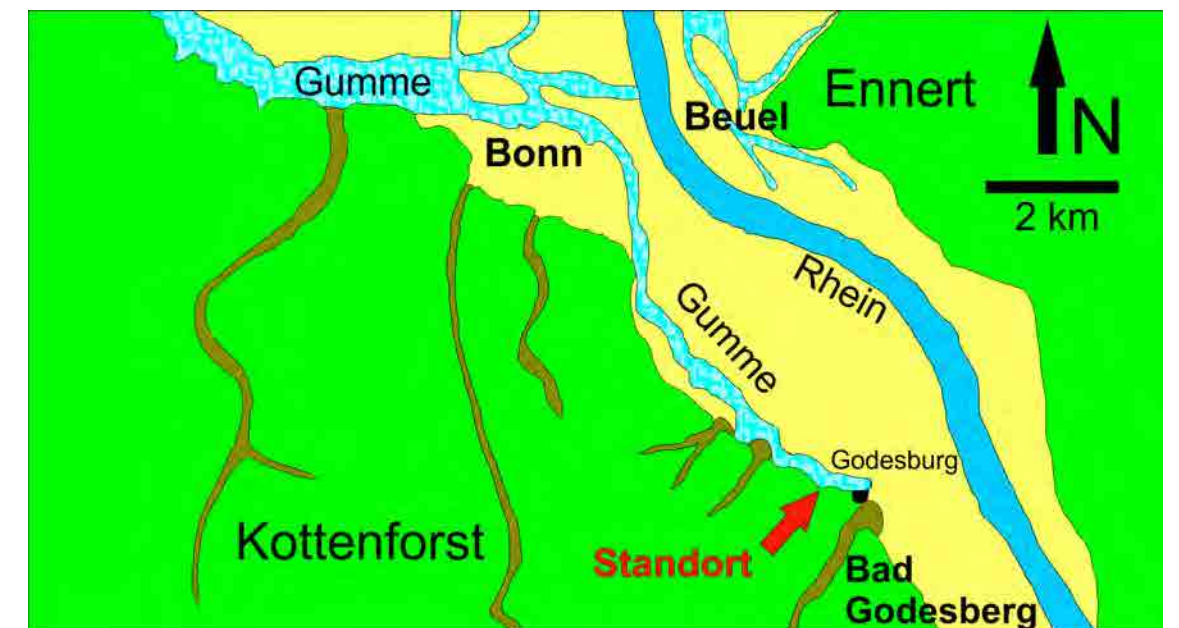 Gumme
Ennert
Beuel
N
Bonn
2 km
Rhein
Gumme
Godesburg
Kottenforst
Standort
Bad
Godesberg